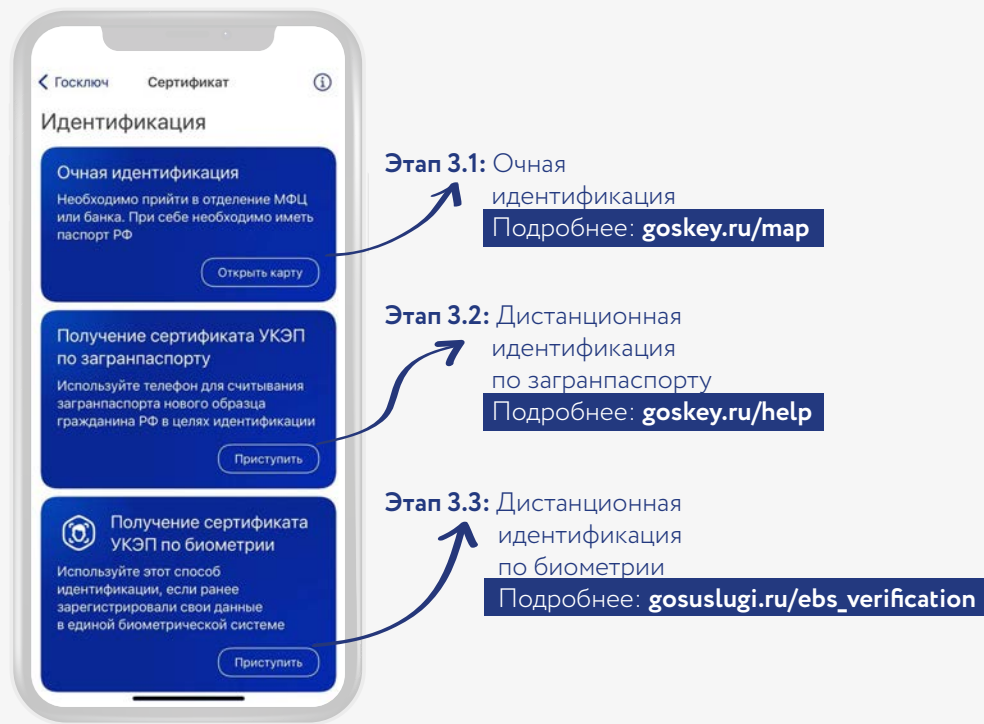 Госключ
Сертификат
Идентификация
Очная идентификация
Необходимо прийти в отделение МФЦ
или банка. При себе необходимо иметь
паспорт РФ
Открыть карту
Получение сертификата УКЭП
по загранпаспорту
Используйте телефон для считывания
загранпаспорта нового образца
гражданина РФ в целях идентификации
Приступить
Получение сертификата
УКЭП по биометрии
Используйте этот способ
идентификации, если ранее
зарегистрировали свои данные
в единой биометрической системе
Приступить
Этап 3.1: Очная
идентификация
Подробнее: goskey.ru/map
Этап 3.2: Дистанционная
идентификация
по загранпаспорту
Подробнее: goskey.ru/help
Этап 3.3: Дистанционная
идентификация
по биометрии
Подробнее: gosuslugi.ru/ebs_verification